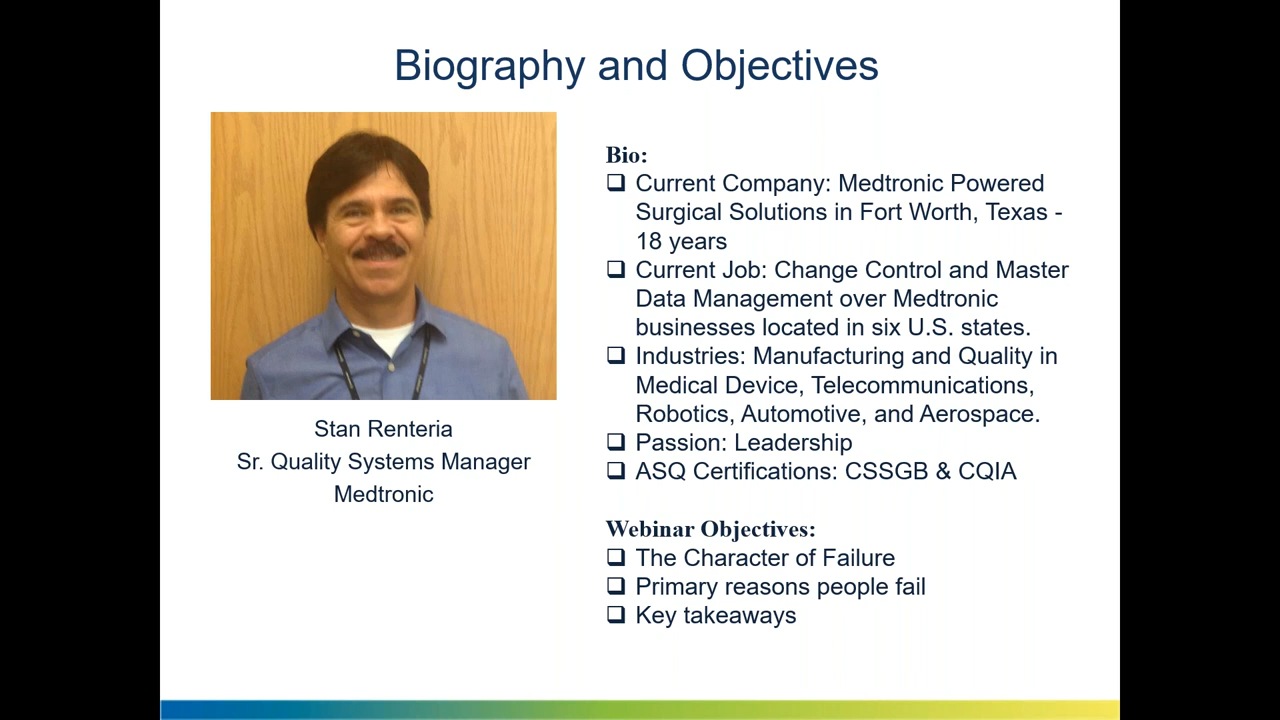 Biography and Objectives
Stan Renteria
Sr. Quality Systems Manager
Medtronic
Bio:
❑ Current Company: Medtronic Powered
Surgical Solutions in Fort Worth, Texas -
18 years
❑ Current Job: Change Control and Master
Data Management over Medtronic
businesses located in six U.S. states.
❑ Industries: Manufacturing and Quality in
Medical Device, Telecommunications,
Robotics, Automotive, and Aerospace.
❑ Passion: Leadership
❑ ASQ Certifications: CSSGB & CQIA
Webinar Objectives:
❑ The Character of Failure
❑ Primary reasons people fail
❑ Key takeaways